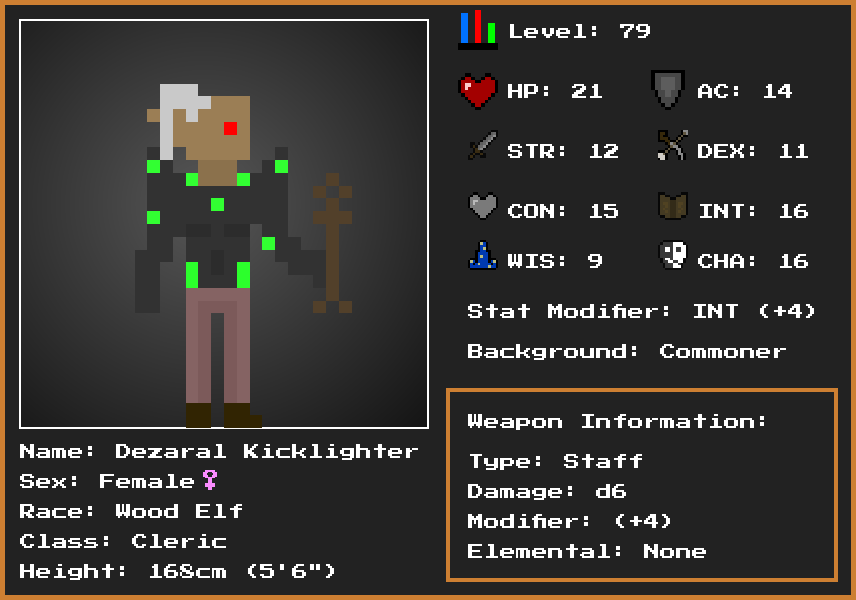 Level: 79
HP: 21 AC: 14
STR: 12 DEX: 11
CON: 15 INT: 16
WIS: 9 CHA: 16
Stat Modifier: INT (+4)
Background: Commoner
Weapon Information:
Type: Staff
Damage: d6
Modifier: (+4)
Elemental: None
Name: Dezaral Kicklighter
Sex: Female♀
Race: Wood Elf
Class: Cleric
Height: 168cm (5'6")